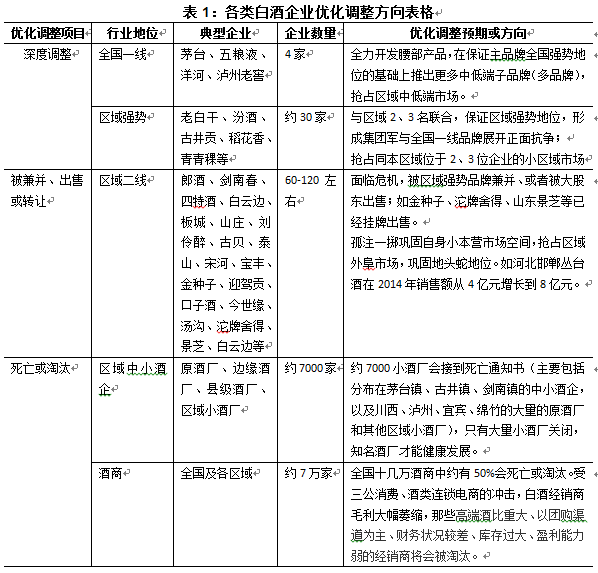 表 1：各类白酒企业优化调整方向表格
优化调整项目 行业地位 典型企业 企业数量 优化调整预期或方向
深度调整 全国一线 茅台、五粮液、 4 家 全力开发腰部产品，在保证主品牌全国强势地
洋河、泸州老窖 位的基础上推出更多中低端子品牌（多品牌），
抢占区域中低端市场。
区域强势 老白干、汾酒、 约 30 家 与区域 2、3 名联合，保证区域强势地位，形
古井贡、稻花香、 成集团军与全国一线品牌展开正面抗争；
青青稞等 抢占同本区域位于 2、3 位企业的小区域市场
被兼并、出售 区域二线 郎酒、剑南春、 60-120 左 面临危机，被区域强势品牌兼并、或者被大股
或转让 四特酒、白云边、 右 东出售；如金种子、沱牌舍得、山东景芝等已
板城、山庄、刘 经挂牌出售。
伶醉、古贝、泰 孤注一掷巩固自身小本营市场空间，抢占区域
山、宋河、宝丰、 外阜市场，巩固地头蛇地位。如河北邯郸丛台
金种子、迎驾贡、 酒在 2014 年销售额从 4 亿元增长到 8 亿元。
口子酒、今世缘、
汤沟、沱牌舍得、
景芝、白云边等
死亡或淘汰 区域中小酒 原酒厂、边缘酒 约 7000 家 约 7000 小酒厂会接到死亡通知书（主要包括
企 厂、县级酒厂、 分布在茅台镇、古井镇、剑南镇的中小酒企，
区域小酒厂 以及川西、泸州、宜宾、绵竹的大量的原酒厂
和其他区域小酒厂），只有大量小酒厂关闭，
知名酒厂才能健康发展。
酒商 全国及各区域 约 7 万家 全国十几万酒商中约有 50%会死亡或淘汰。受
三公消费、酒类连锁电商的冲击，白酒经销商
毛利大幅萎缩，那些高端酒比重大、以团购渠
道为主、财务状况较差、库存过大、盈利能力
弱的经销商将会被淘汰。